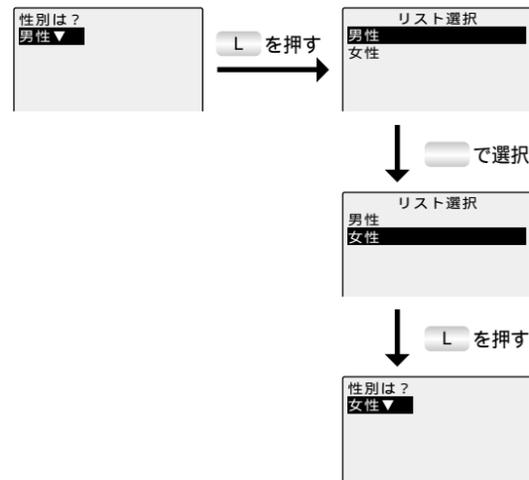 性別は？
男性▼
L を押す
リスト選択
男性
女性
で選択
リスト選択
男性
女性
L を押す
性別は？
女性▼